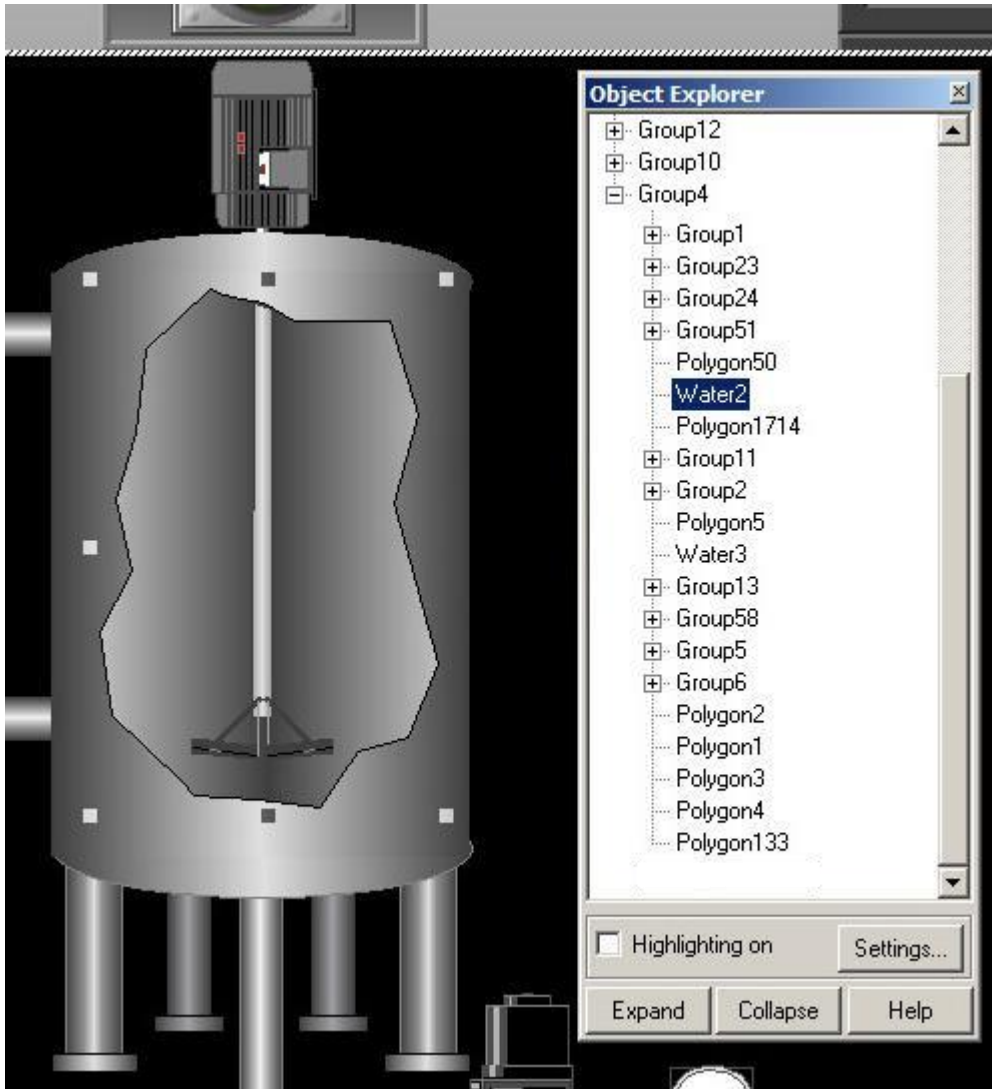 Object Explorer
Group12
Group10
Group4
Group1
Group23
Group24
Group51
Polygon50
Water2
Polygon1714
Group11
Group2
Polygon5
Water3
Group13
Group58
Group5
Group6
Polygon2
Polygon1
Polygon3
Polygon4
Polygon133
Highlighting on
Settings...
Expand Collapse Help